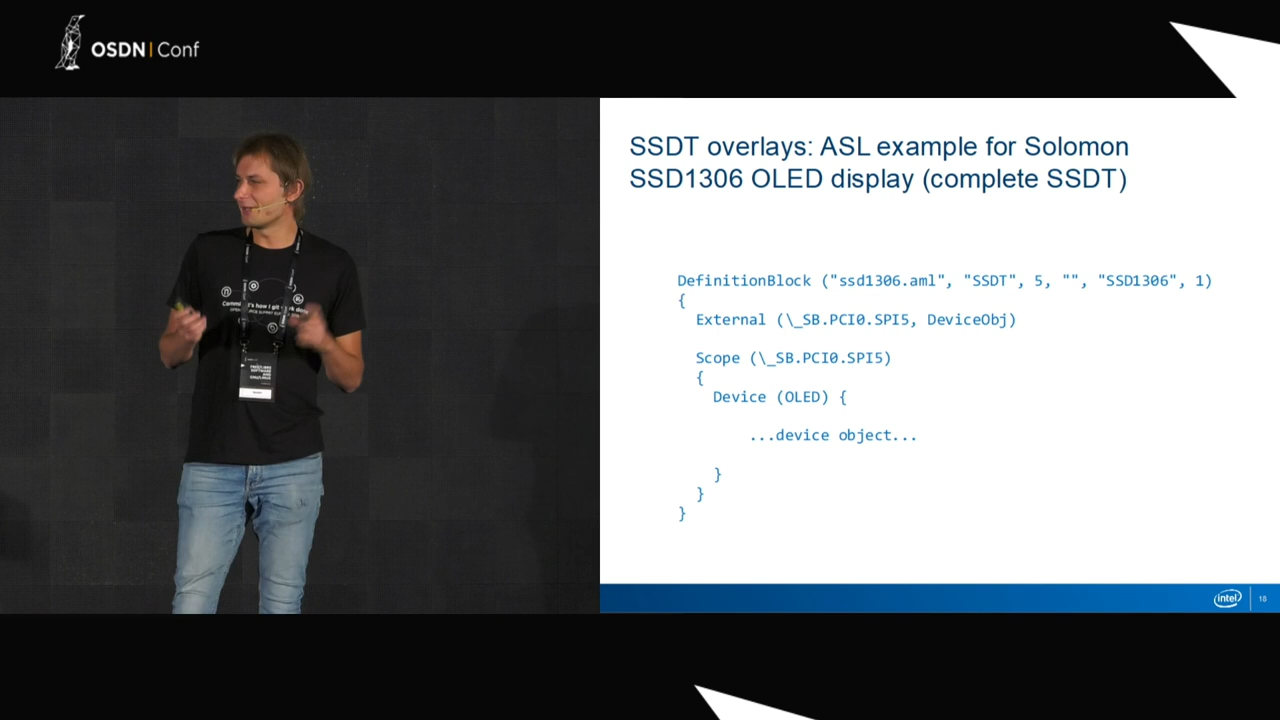 OSDN | Conf
SSDT overlays: ASL example for Solomon
SSD1306 OLED display (complete SSDT)
DefinitionBlock ("ssd1306.aml", "SSDT", 5, "", "SSD1306", 1)
{
External (\_SB.PCI0.SPI5, DeviceObj)
Scope (\_SB.PCI0.SPI5)
{
Device (OLED) {
...device object...
}
}
}
intel
18